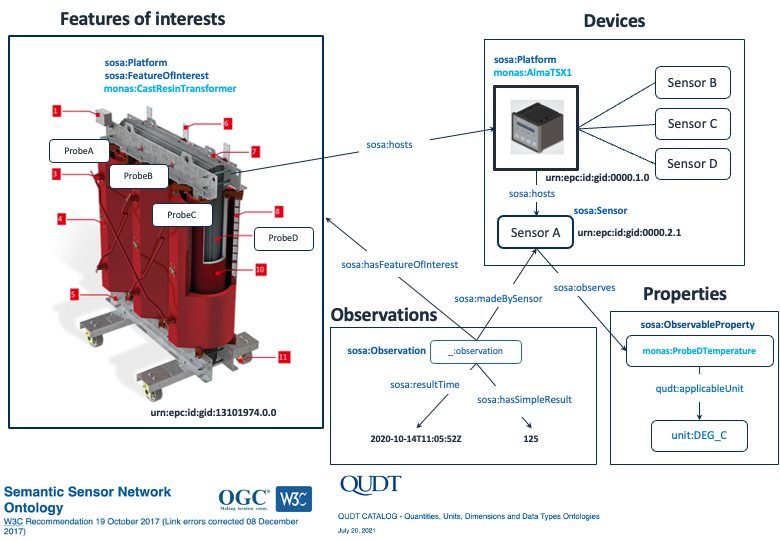 Features of interests
Devices
sosa:Platform
sosa:FeatureOfInterest
monas:CastResinTransformer
1
6
7
ProbeA
ProbeB
3
ProbeC
8
4
ProbeD
10
5
11
urn:epc:id:gid:13101974.0.0
sosa:hosts
sosa:Platform
monas:AlmaTSX1
Sensor B
Sensor C
Sensor D
urn:epc:id:gid:0000.1.0
sosa:hosts
sosa:Sensor
Sensor A
urn:epc:id:gid:0000.2.1
sosa:hasFeatureOfInterest
sosa:madeBySensor
sosa:observes
Observations
sosa:Observation
_:observation
sosa:resultTime
sosa:hasSimpleResult
2020-10-14T11:05:52Z
125
Properties
sosa:ObservableProperty
monas:ProbeDTemperature
qudt:applicableUnit
unit:DEG_C
Semantic Sensor Network
Ontology
W3C Recommendation 19 October 2017 (Link errors corrected 08 December
2017)
OGC®
Making location count.
W3C
QUDT
QUDT CATALOG - Quantities, Units, Dimensions and Data Types Ontologies
July 20, 2021